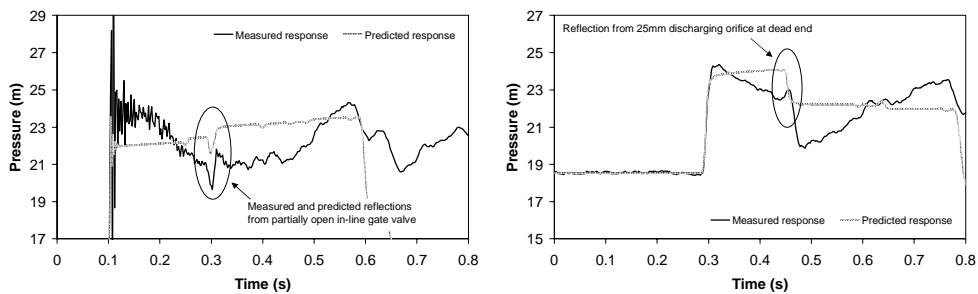 29
27
25
23
21
19
17
Pressure (m)
Measured response
Predicted response
Measured and predicted reflections
from partially open in-line gate valve
0 0.1 0.2 0.3 0.4 0.5 0.6 0.7 0.8
Time (s)
27
25
23
21
19
17
15
Pressure (m)
Reflection from 25mm discharging orifice at dead end
Measured response
Predicted response
0 0.1 0.2 0.3 0.4 0.5 0.6 0.7 0.8
Time (s)